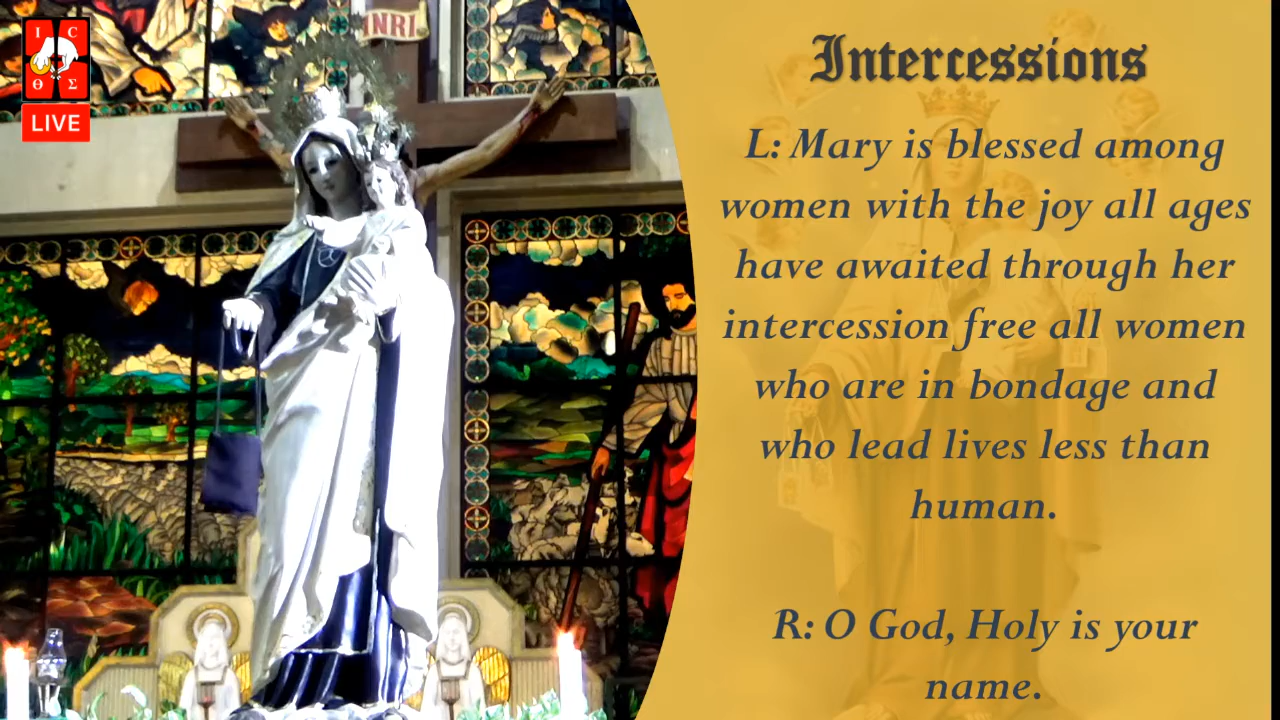 INRI
I C
Θ Σ
LIVE
Intercessions
L: Mary is blessed among
women with the joy all ages
have awaited through her
intercession free all women
who are in bondage and
who lead lives less than
human.
R: O God, Holy is your
name.